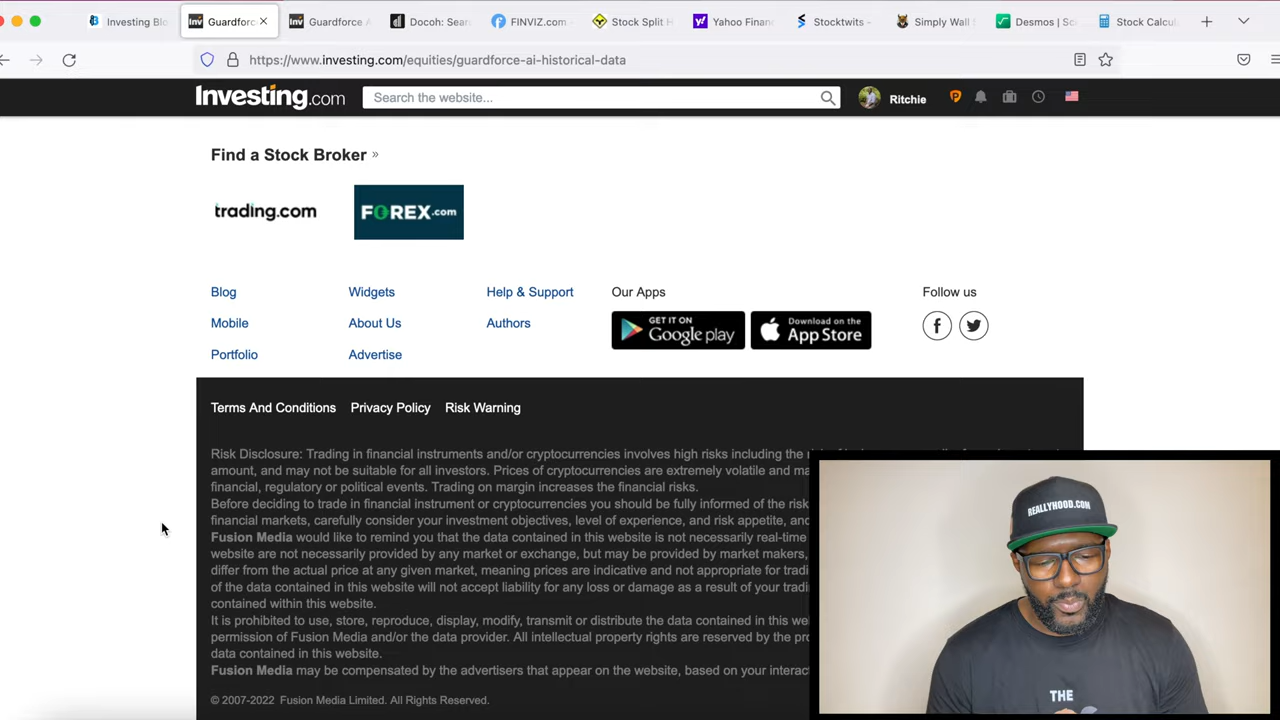 Investing Blo
Guardforc
Guardforce A
Docoh: Sear
FINVIZ.com -
Stock Split H
Yahoo Finan
Stocktwits -
Simply Wall
Desmos | Sc
Stock Calcu
https://www.investing.com/equities/guardforce-ai-historical-data
Investing.com
Search the website...
Ritchie
Find a Stock Broker »
trading.com
FOREX.com
Blog
Widgets
Help & Support
Our Apps
Follow us
Mobile
About Us
Authors
GET IT ON
Google play
Download on the
App Store
Portfolio
Advertise
Terms And Conditions
Privacy Policy
Risk Warning
Risk Disclosure: Trading in financial instruments and/or cryptocurrencies involves high risks including the
amount, and may not be suitable for all investors. Prices of cryptocurrencies are extremely volatile and ma
financial, regulatory or political events. Trading on margin increases the financial risks.
Before deciding to trade in financial instrument or cryptocurrencies you should be fully informed of the risk
financial markets, carefully consider your investment objectives, level of experience, and risk appetite, an
Fusion Media would like to remind you that the data contained in this website is not necessarily real-time
website are not necessarily provided by any market or exchange, but may be provided by market makers,
differ from the actual price at any given market, meaning prices are indicative and not appropriate for tradi
of the data contained in this website will not accept liability for any loss or damage as a result of your tradi
contained within this website.
It is prohibited to use, store, reproduce, display, modify, transmit or distribute the data contained in this we
permission of Fusion Media and/or the data provider. All intellectual property rights are reserved by the pr
data contained in this website.
Fusion Media may be compensated by the advertisers that appear on the website, based on your interac
© 2007-2022 Fusion Media Limited. All Rights Reserved.
REALLYHOOD.COM
THE